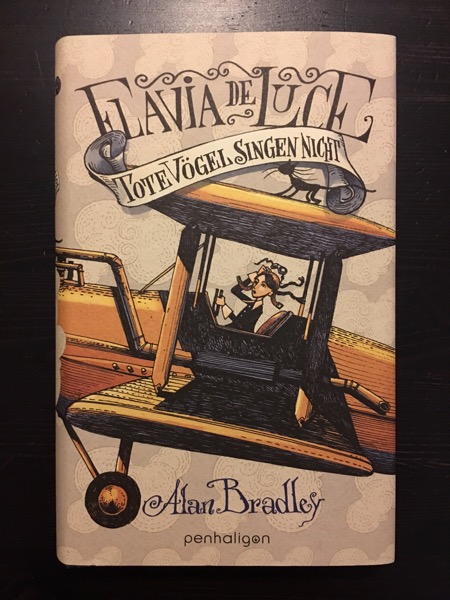 FLAVIA DE LUCE
TOTE VÖGEL SINGEN NICHT
Alan Bradley
penhaligon